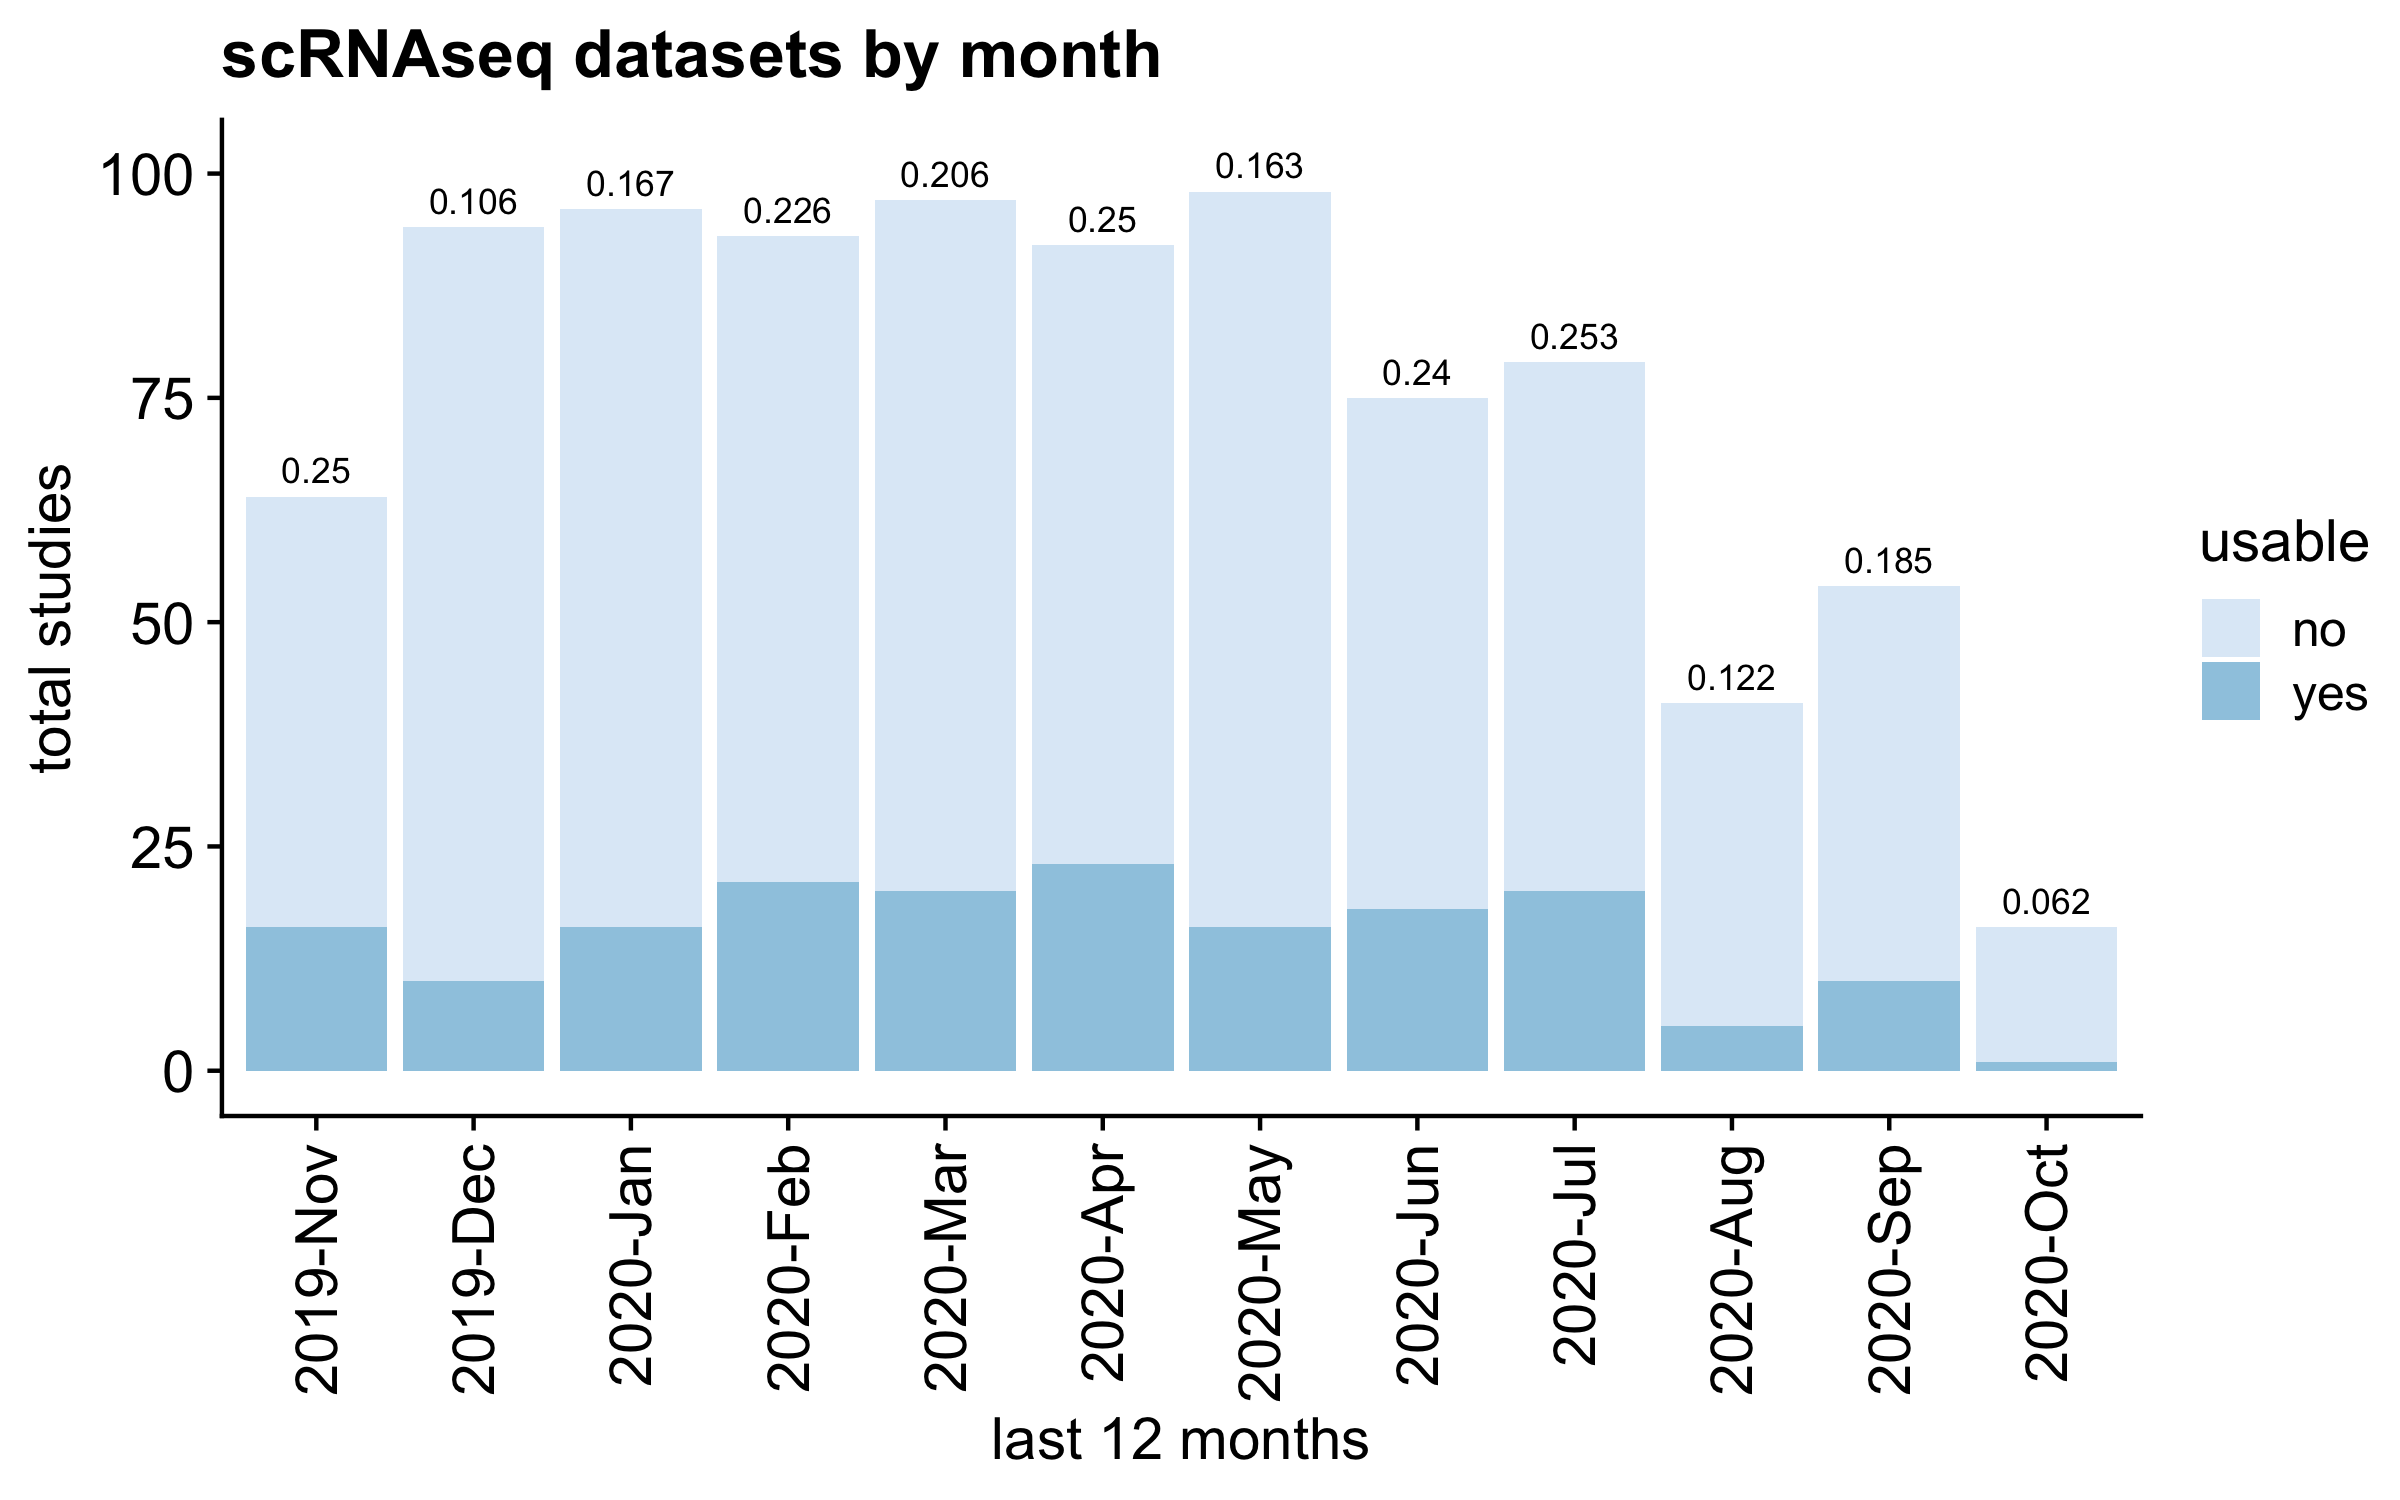 scRNAseq datasets by month
total studies
100
75
50
25
0
0.25
0.106
0.167
0.226
0.206
0.25
0.163
0.24
0.253
0.122
0.185
0.062
2019-Nov
2019-Dec
2020-Jan
2020-Feb
2020-Mar
2020-Apr
2020-May
2020-Jun
2020-Jul
2020-Aug
2020-Sep
2020-Oct
last 12 months
usable
no
yes